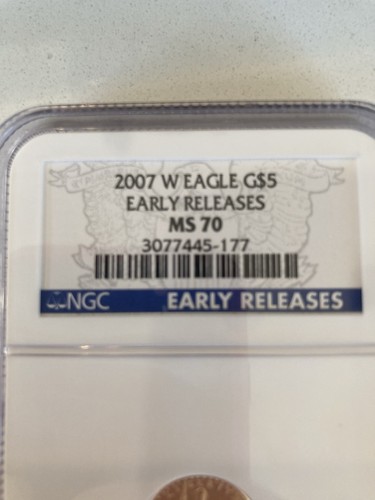 2007 W EAGLE G$5
EARLY RELEASES
MS 70
3077445-177
NGC EARLY RELEASES